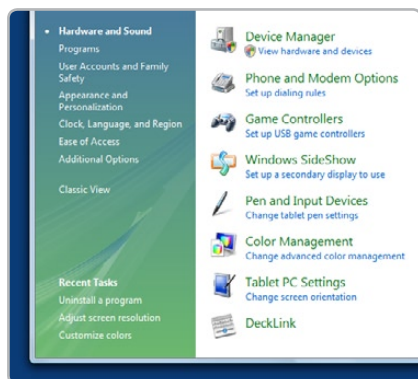 Hardware and Sound
Programs
User Accounts and Family
Safety
Appearance and
Personalization
Clock, Language, and Region
Ease of Access
Additional Options
Classic View
Recent Tasks
Uninstall a program
Adjust screen resolution
Customize colors
Device Manager
View hardware and devices
Phone and Modem Options
Set up dialing rules
Game Controllers
Set up USB game controllers
Windows SideShow
Set up a secondary display to use
Pen and Input Devices
Change tablet pen settings
Color Management
Change advanced color management
Tablet PC Settings
Change screen orientation
DeckLink